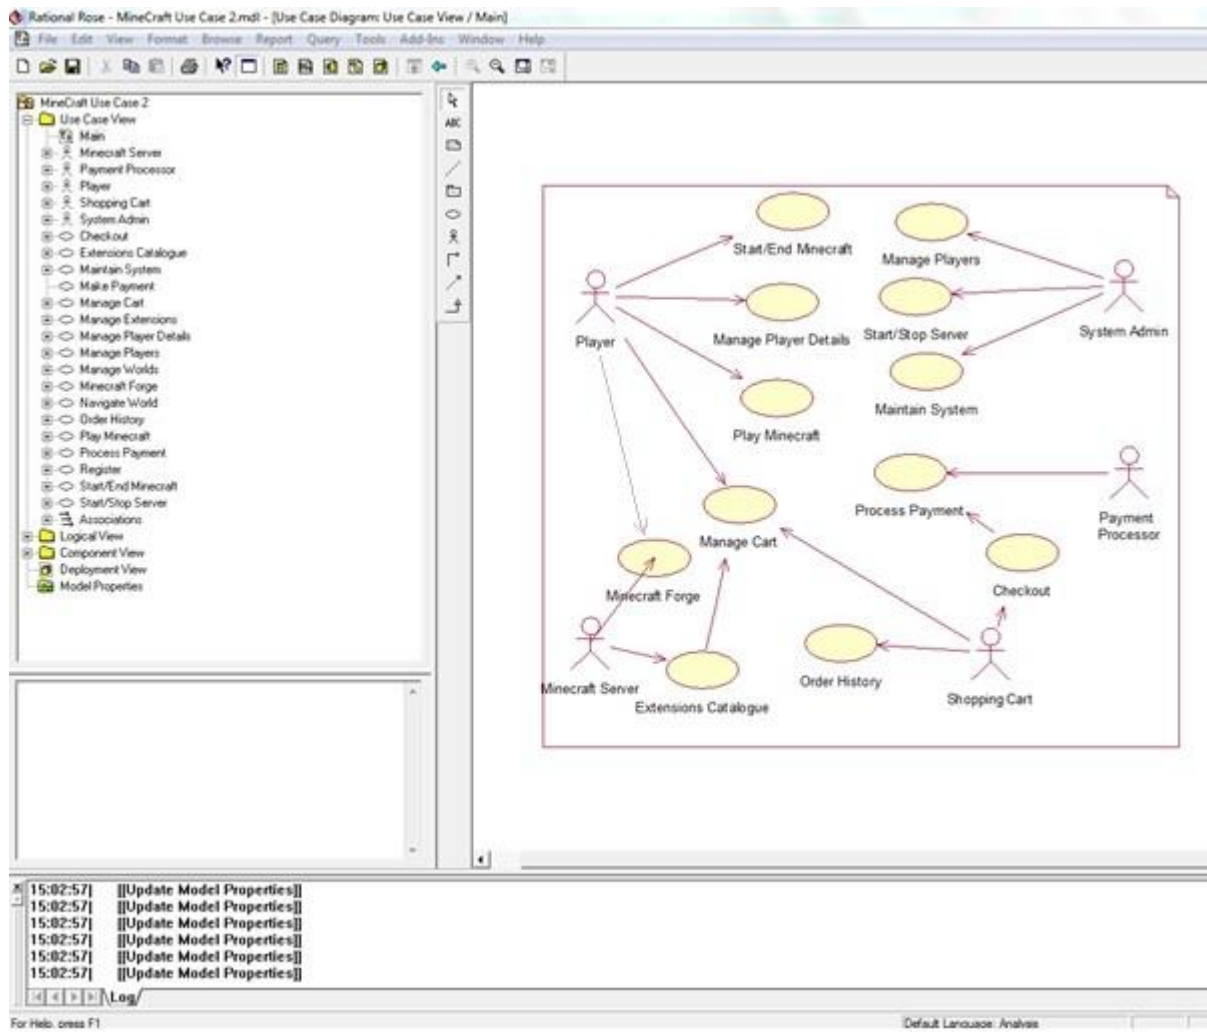 Rational Rose - MineCraft Use Case 2.mdl - [Use Case Diagram: Use Case View / Main]
File Edit View Format Browse Report Query Tools Add-Ins Window Help
MineCraft Use Case 2
Use Case View
Main
Minecraft Server
Payment Processor
Player
Shopping Cart
System Admin
Checkout
Extensions Catalogue
Maintain System
Make Payment
Manage Cart
Manage Extensions
Manage Player Details
Manage Players
Manage Worlds
Minecraft Forge
Navigate World
Order History
Play Minecraft
Process Payment
Register
Start/End Minecraft
Start/Stop Server
Associations
Logical View
Component View
Deployment View
Model Properties
ABC
Start/End Minecraft
Manage Players
Player
Manage Player Details
Start/Stop Server
System Admin
Maintain System
Play Minecraft
Process Payment
Payment
Processor
Manage Cart
Minecraft Forge
Checkout
Minecraft Server
Extensions Catalogue
Order History
Shopping Cart
15:02:57| [[Update Model Properties]]
15:02:57| [[Update Model Properties]]
15:02:57| [[Update Model Properties]]
15:02:57| [[Update Model Properties]]
15:02:57| [[Update Model Properties]]
15:02:57| [[Update Model Properties]]
Log
For Help, press F1
Default Language: Analysis